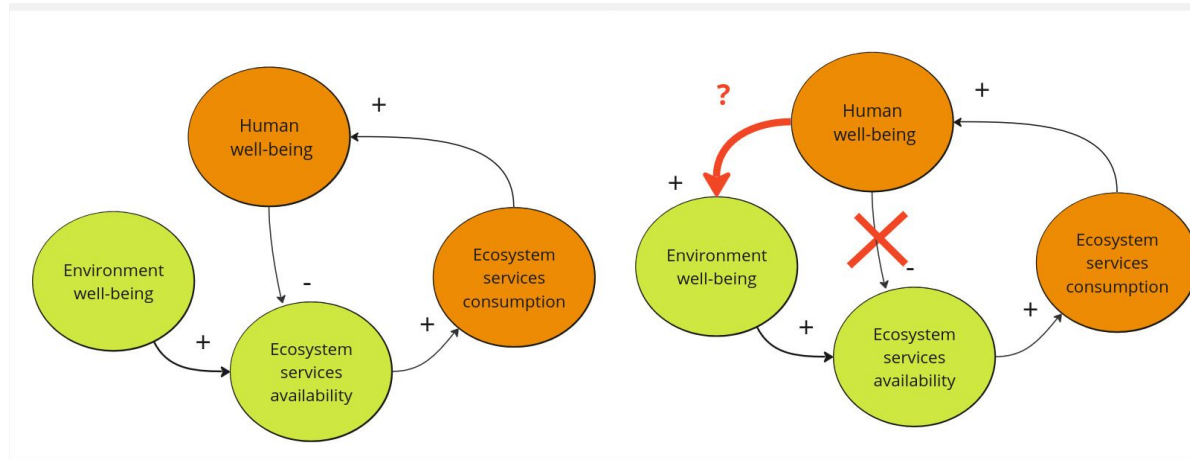 +
Human
well-being
Environment
well-being
Ecosystem
services
consumption
-
+
+
Ecosystem
services
availability
?
+
Human
well-being
+
Environment
well-being
Ecosystem
services
consumption
-
+
+
Ecosystem
services
availability